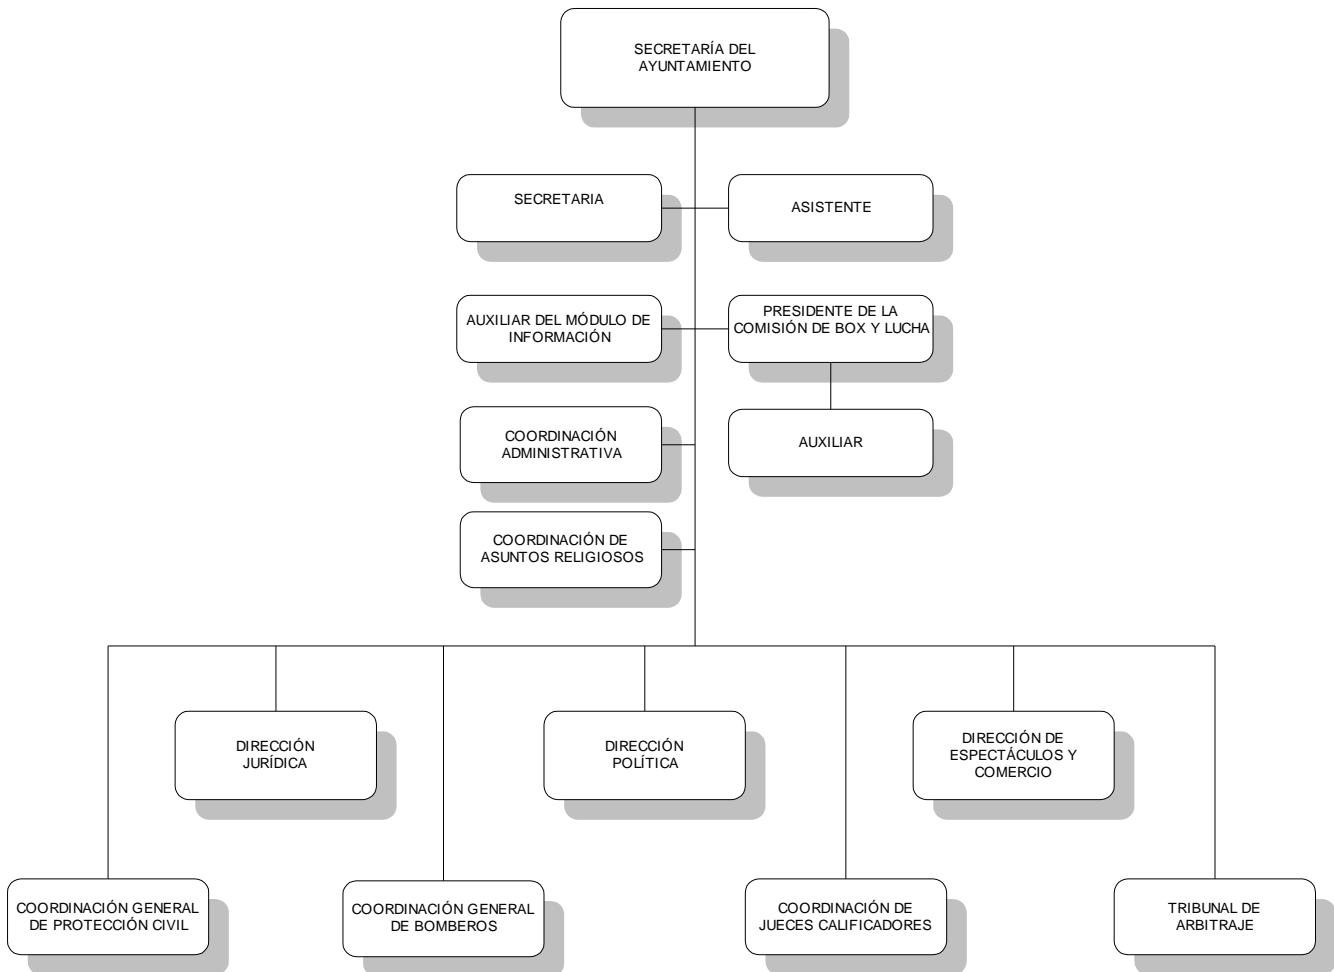 SECRETARÍA DEL
AYUNTAMIENTO
SECRETARIA
ASISTENTE
AUXILIAR DEL MÓDULO DE
INFORMACIÓN
PRESIDENTE DE LA
COMISIÓN DE BOX Y LUCHA
COORDINACIÓN
ADMINISTRATIVA
AUXILIAR
COORDINACIÓN DE
ASUNTOS RELIGIOSOS
DIRECCIÓN
JURÍDICA
DIRECCIÓN
POLÍTICA
DIRECCIÓN DE
ESPECTÁCULOS Y
COMERCIO
COORDINACIÓN GENERAL
DE PROTECCIÓN CIVIL
COORDINACIÓN GENERAL
DE BOMBEROS
COORDINACIÓN DE
JUECES CALIFICADORES
TRIBUNAL DE
ARBITRAJE